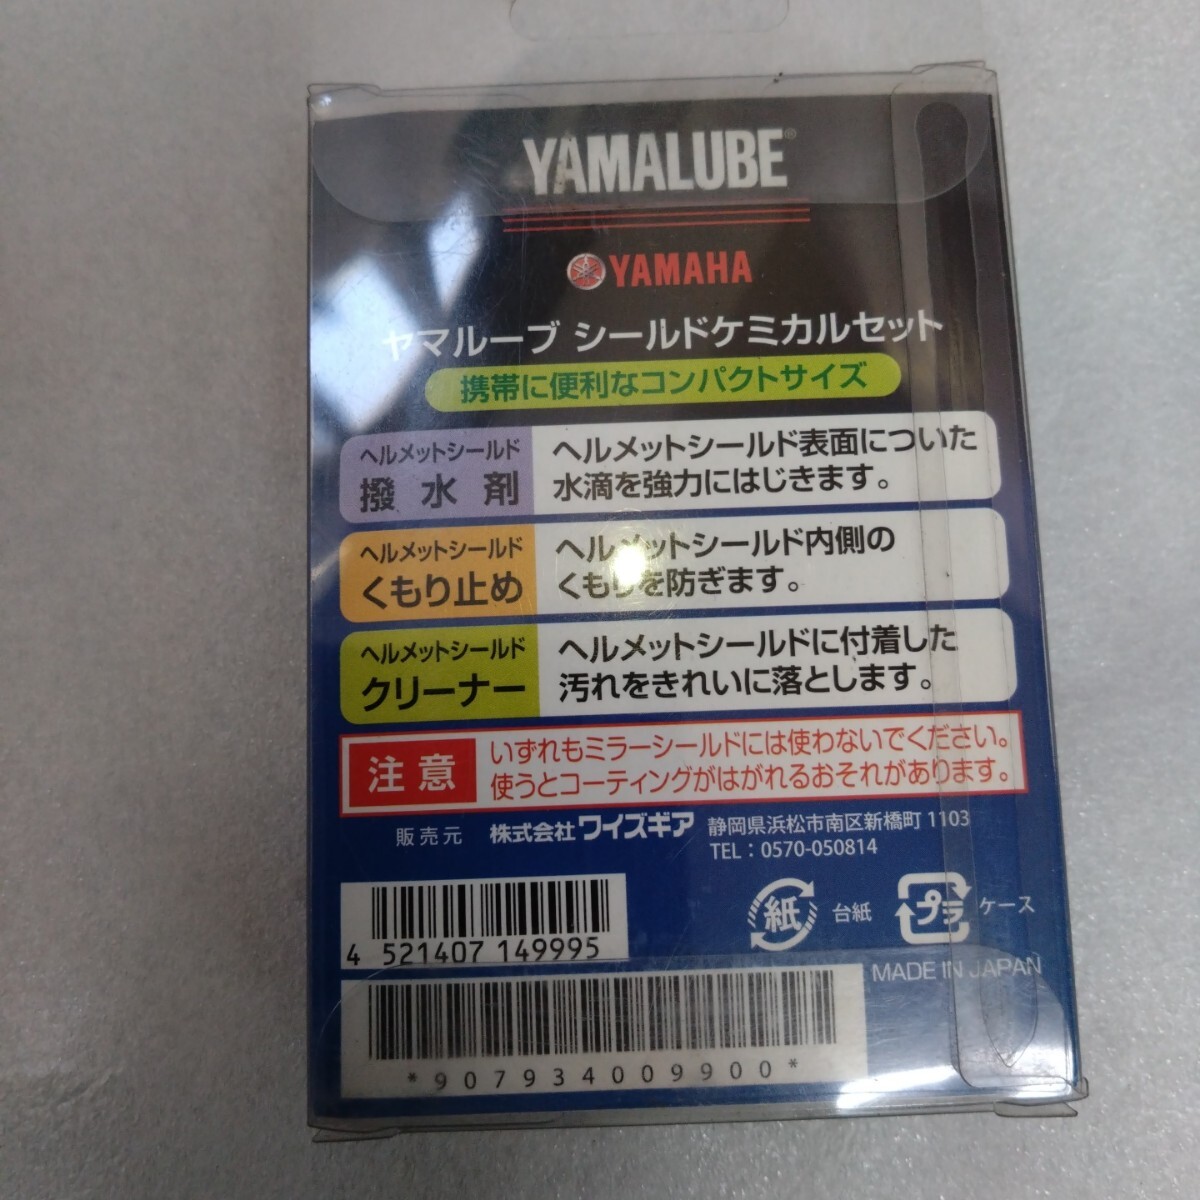 YAMALUBE®
YAMAHA
ヤマルーブ シールドケミカルセット
携帯に便利なコンパクトサイズ
ヘルメットシールド
撥水剤
ヘルメットシールド表面についた
水滴を強力にはじきます。
ヘルメットシールド
くもり止め
ヘルメットシールド内側の
くもりを防ぎます。
ヘルメットシールド
クリーナー
ヘルメットシールドに付着した
汚れをきれいに落とします。
注意
いずれもミラーシールドには使わないでください。
使うとコーティングがはがれるおそれがあります。
販売元 株式会社ワイズギア 静岡県浜松市南区新橋町1103
TEL：0570-050814
紙 台紙 プラ ケース
4 521407 149995
MADE IN JAPAN
*907934009900*